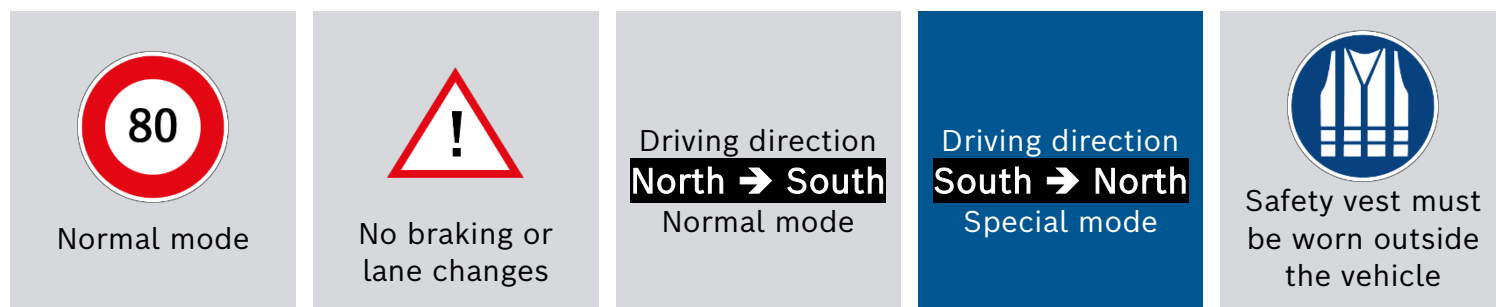 80
Normal mode
!
No braking or
lane changes
Driving direction
North ➔ South
Normal mode
Driving direction
South ➔ North
Special mode
Safety vest must
be worn outside
the vehicle